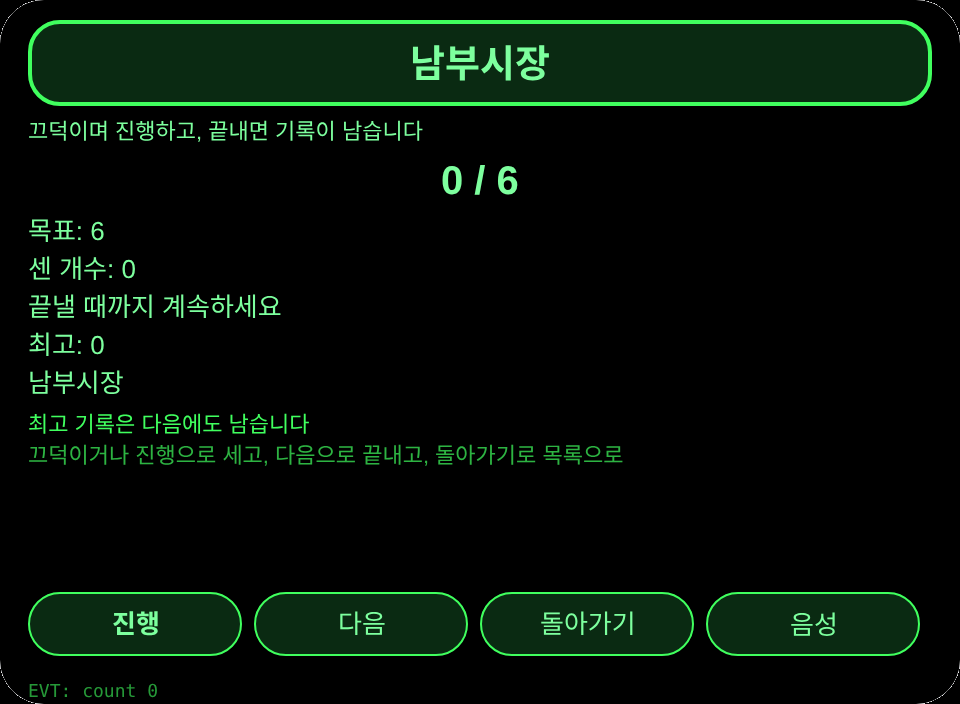 남부시장
끄덕이며 진행하고, 끝내면 기록이 남습니다
0 / 6
목표: 6
센 개수: 0
끝낼 때까지 계속하세요
최고: 0
남부시장
최고 기록은 다음에도 남습니다
끄덕이거나 진행으로 세고, 다음으로 끝내고, 돌아가기로 목록으로
진행
다음
돌아가기
음성
EVT: count 0